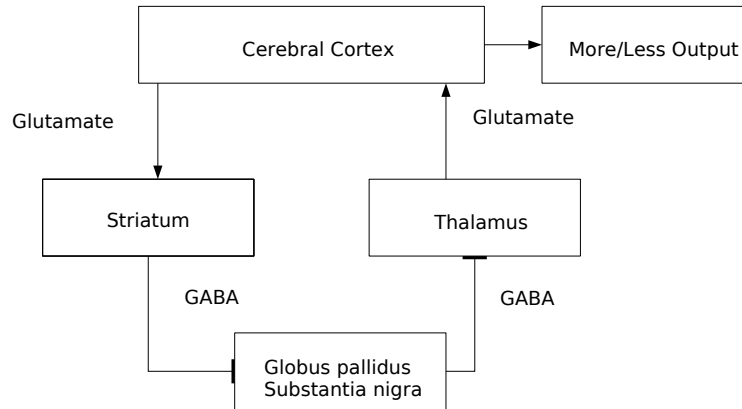 Cerebral Cortex
More/Less Output
Glutamate
Glutamate
Striatum
Thalamus
GABA
GABA
Globus pallidus
Substantia nigra